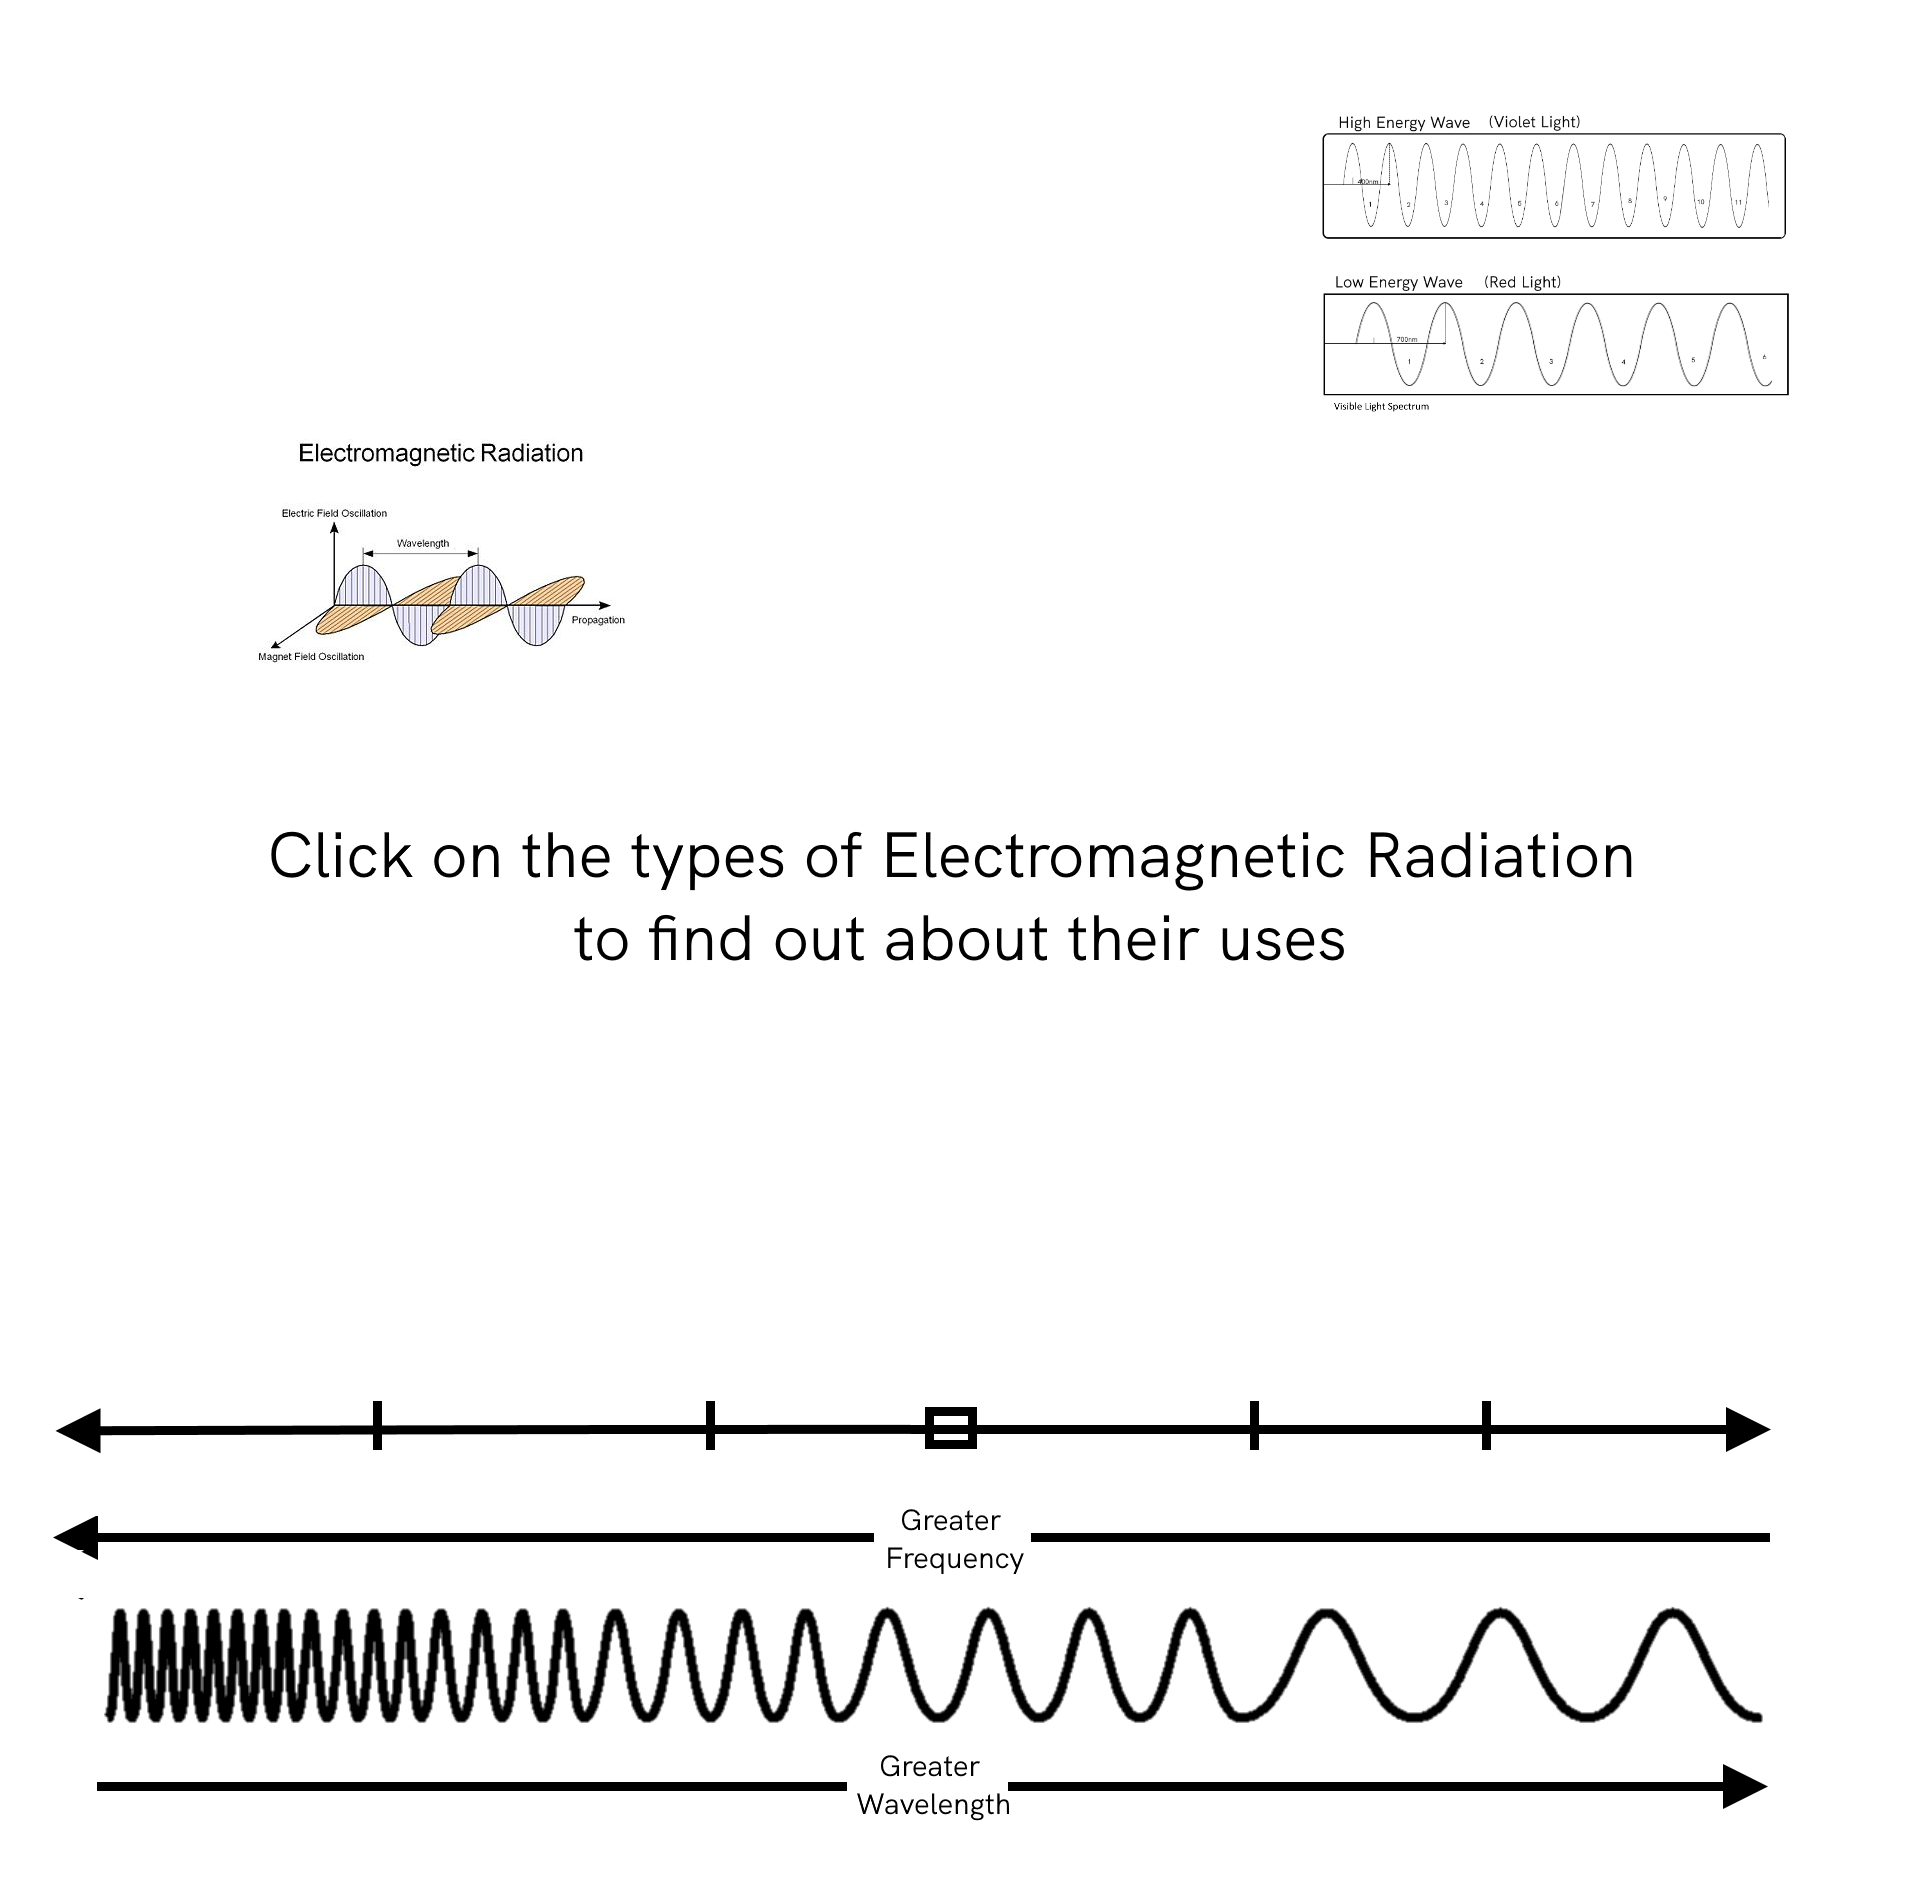 High Energy Wave (Violet Light)
400nm
1 2 3 4 5 6 7 8 9 10 11
Low Energy Wave (Red Light)
700nm
1 2 3 4 5 6
Visible Light Spectrum
Electromagnetic Radiation
Electric Field Oscillation
Wavelength
Propagation
Magnet Field Oscillation
Click on the types of Electromagnetic Radiation
to find out about their uses
Greater
Frequency
Greater
Wavelength